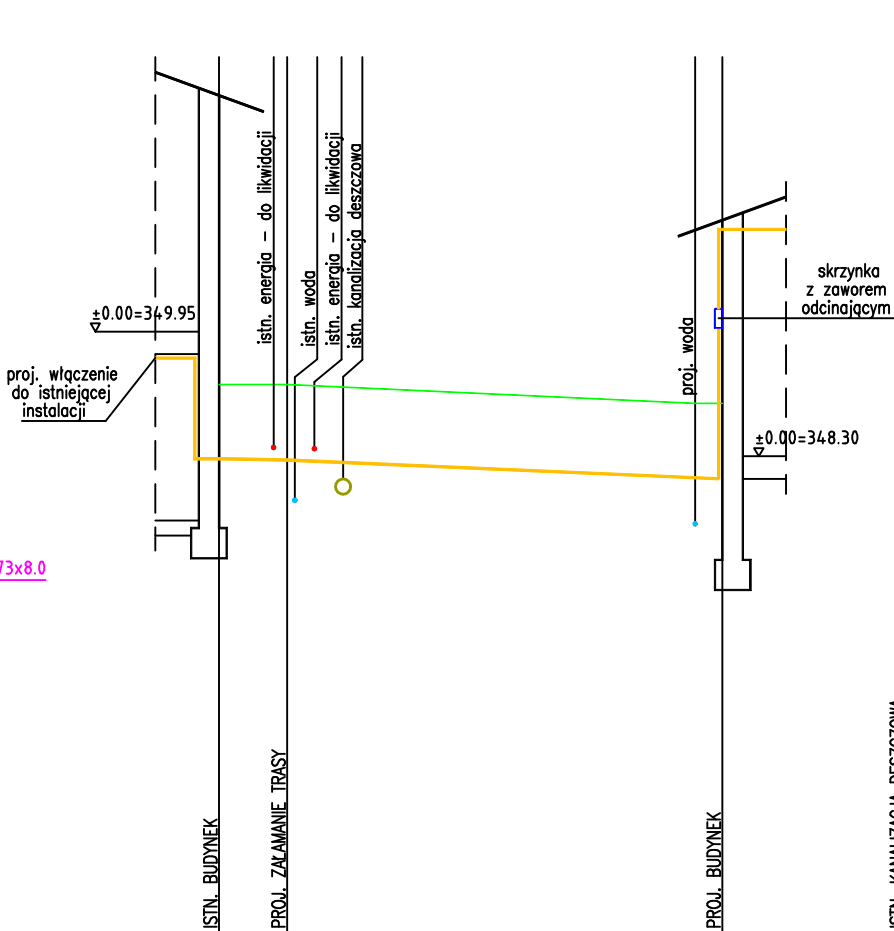 istn. energia – do likwidacji
istn. woda
istn. energia – do likwidacji
istn. kanalizacja deszczowa
±0.00=349.95
proj. włączenie
do istniejącej
instalacji
proj. woda
skrzynka
z zaworem
odcinającym
±0.00=348.30
73x8.0
ISTN. BUDYNEK
PROJ. ZAŁAMANIE TRASY
PROJ. BUDYNEK